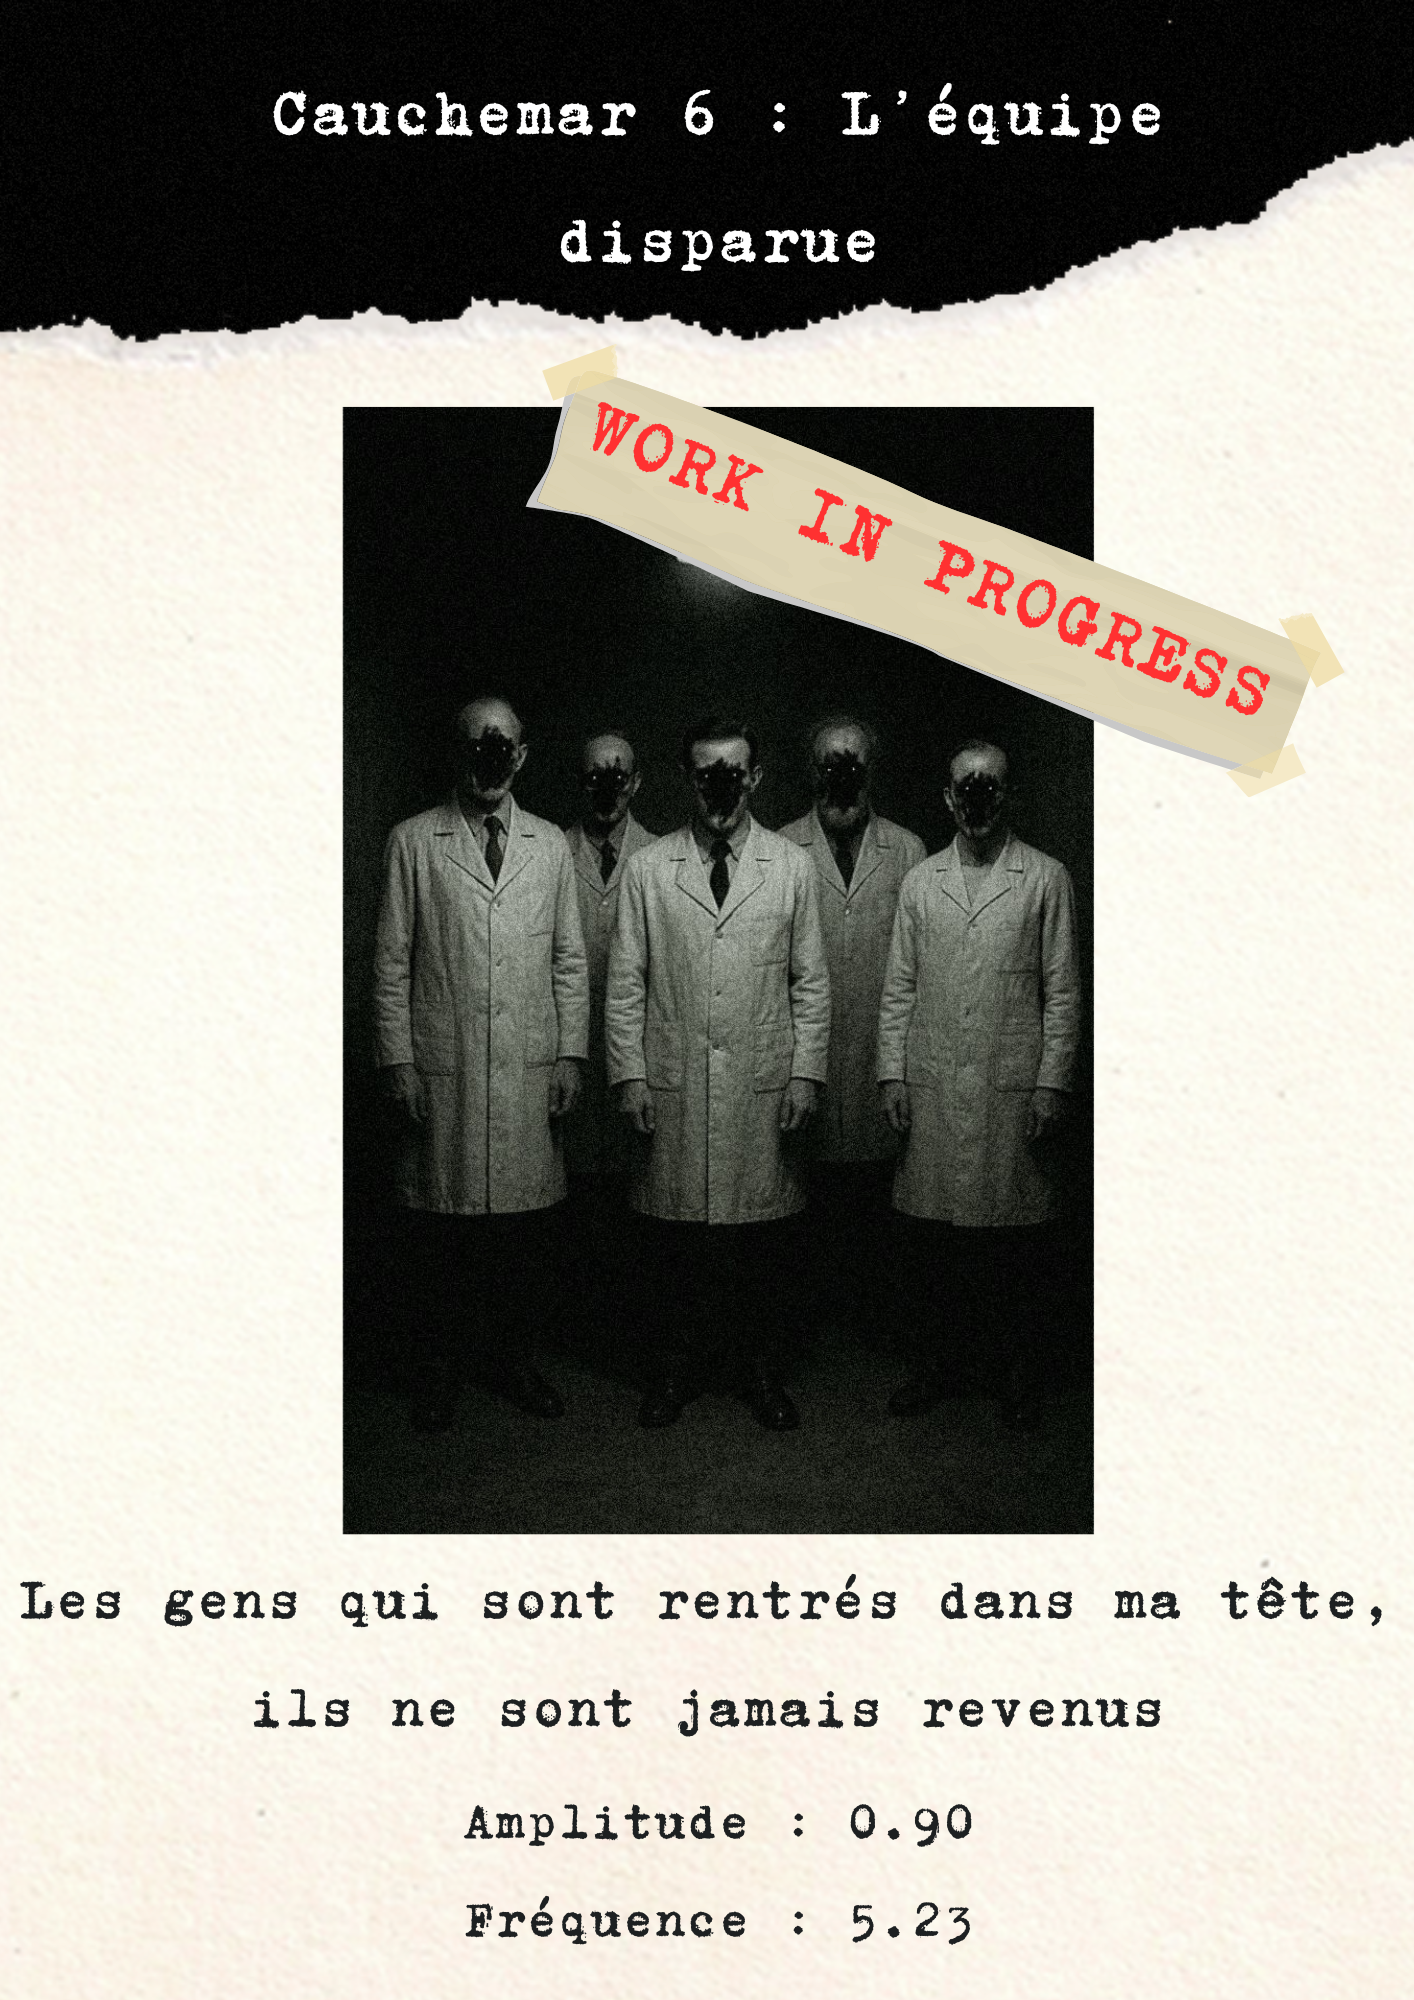 Cauchemar 6 : L'équipe
disparue
WORK IN PROGRESS
Les gens qui sont rentrés dans ma tête,
ils ne sont jamais revenus
Amplitude : 0.90
Fréquence : 5.23